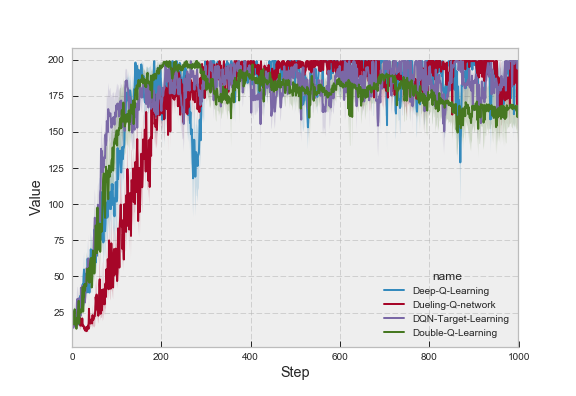 200
175
150
125
100
75
50
25
Value
0
200
400
600
800
1000
Step
name
Deep-Q-Learning
Dueling-Q-network
DQN-Target-Learning
Double-Q-Learning